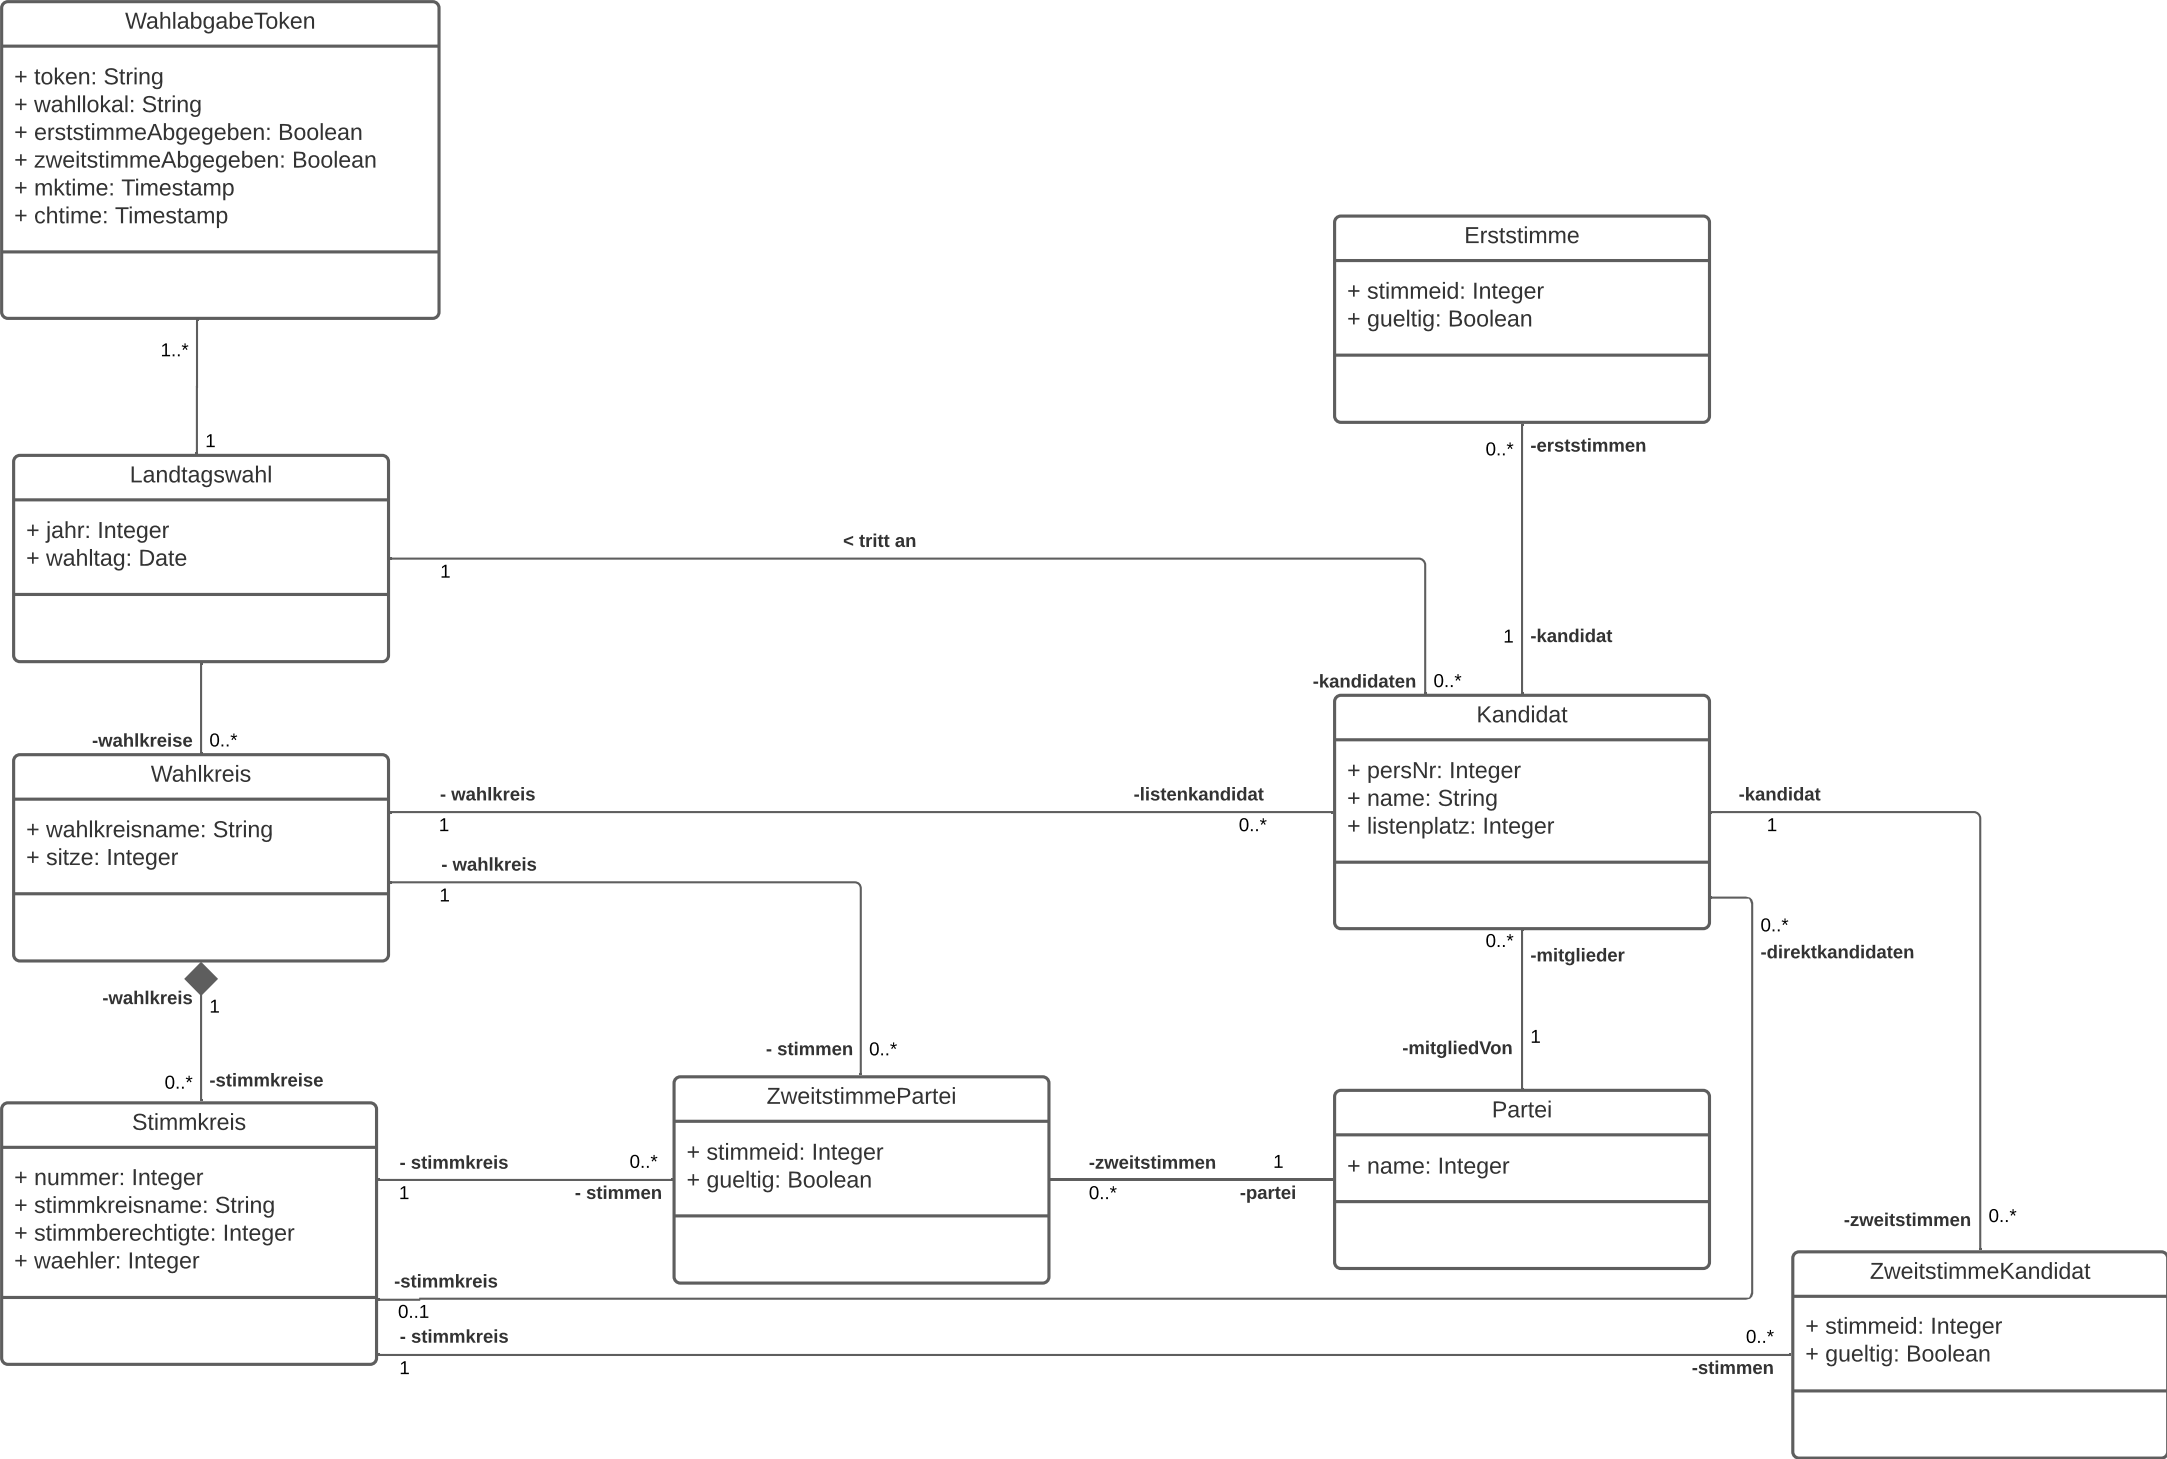 WahlabgabeToken
+ token: String
+ wahllokal: String
+ erststimmeAbgegeben: Boolean
+ zweitstimmeAbgegeben: Boolean
+ mktime: Timestamp
+ chtime: Timestamp
1..*
1
Landtagswahl
+ jahr: Integer
+ wahltag: Date
< tritt an
1
-kandidaten
0..*
Erststimme
+ stimmeid: Integer
+ gueltig: Boolean
0..*
-erststimmen
1
-kandidat
-wahlkreise
0..*
Wahlkreis
+ wahlkreisname: String
+ sitze: Integer
- wahlkreis
1
-listenkandidat
0..*
- wahlkreis
1
- stimmen
0..*
Kandidat
+ persNr: Integer
+ name: String
+ listenplatz: Integer
-kandidat
1
0..*
-direktkandidaten
0..*
-mitglieder
-mitgliedVon
1
-wahlkreis
1
0..*
-stimmkreise
Stimmkreis
+ nummer: Integer
+ stimmkreisname: String
+ stimmberechtigte: Integer
+ waehler: Integer
- stimmkreis
1
0..*
- stimmen
ZweitstimmePartei
+ stimmeid: Integer
+ gueltig: Boolean
-zweitstimmen
0..*
1
-partei
Partei
+ name: Integer
-stimmkreis
0..1
- stimmkreis
1
0..*
-stimmen
-zweitstimmen
0..*
ZweitstimmeKandidat
+ stimmeid: Integer
+ gueltig: Boolean